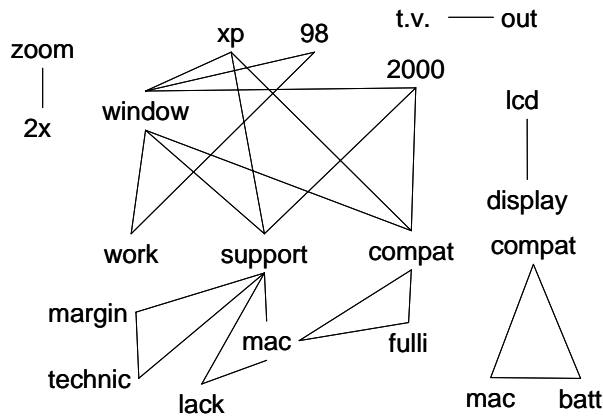 t.v. out
xp 98
zoom
2000
window
lcd
2x
display
work support compat
compat
margin
mac
fulli
technic
lack
mac batt